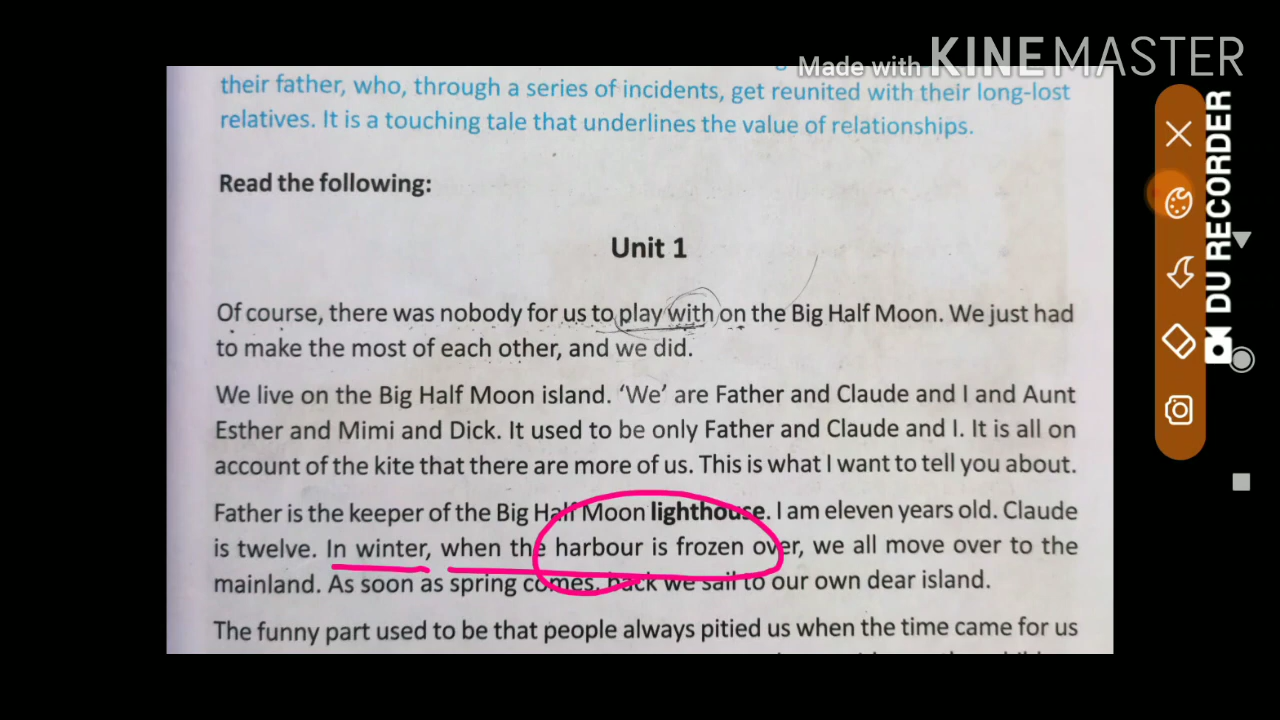 Made with KINEMASTER
their father, who, through a series of incidents, get reunited with their long-lost
relatives. It is a touching tale that underlines the value of relationships.
Read the following:
Unit 1
Of course, there was nobody for us to play with on the Big Half Moon. We just had
to make the most of each other, and we did.
We live on the Big Half Moon island. ‘We’ are Father and Claude and I and Aunt
Esther and Mimi and Dick. It used to be only Father and Claude and I. It is all on
account of the kite that there are more of us. This is what I want to tell you about.
Father is the keeper of the Big Half Moon lighthouse. I am eleven years old. Claude
is twelve. In winter, when the harbour is frozen over, we all move over to the
mainland. As soon as spring comes, back we sail to our own dear island.
The funny part used to be that people always pitied us when the time came for us
DU RECORDER